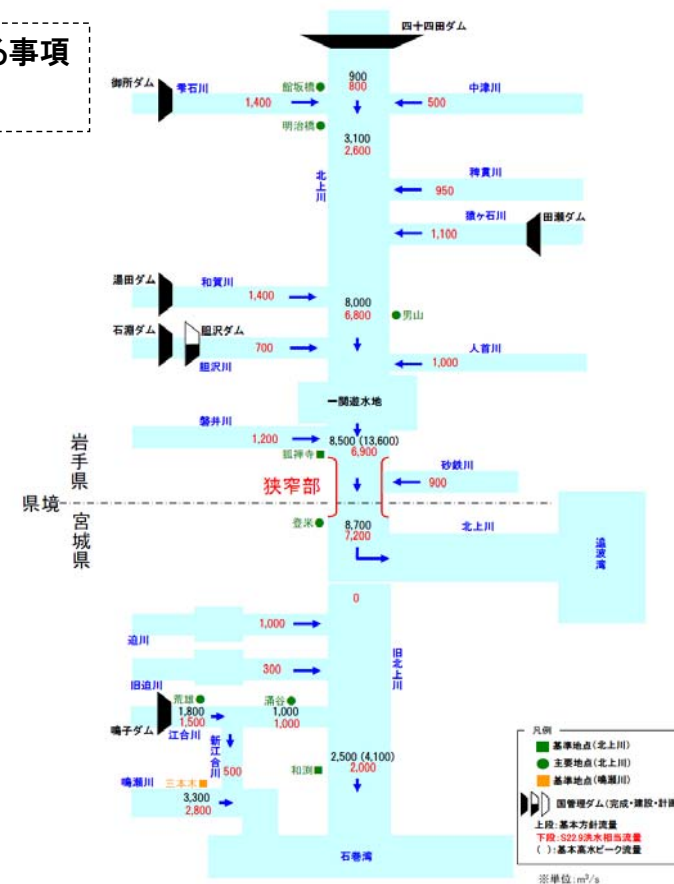 る事項
四十四田ダム
御所ダム
雫石川
1,400
館坂橋
900
800
中津川
500
明治橋
3,100
2,600
北上川
稗貫川
950
猿ヶ石川
田瀬ダム
1,100
湯田ダム
和賀川
1,400
8,000
6,800
男山
石淵ダム
胆沢ダム
700
胆沢川
人首川
1,000
一関遊水地
磐井川
1,200
8,500 (13,600)
6,900
狐禅寺
岩手県
狭窄部
砂鉄川
900
県境
宮城県
登米
8,700
7,200
北上川
追波湾
0
1,000
迫川
旧北上川
300
旧迫川
荒雄
1,800
1,500
涌谷
1,000
1,000
鳴子ダム
江合川
新江合川
500
和渕
2,500 (4,100)
2,000
鳴瀬川
三本木
3,300
2,800
石巻湾
凡例
基準地点(北上川)
主要地点(北上川)
基準地点(鳴瀬川)
国管理ダム(完成・建設・計画
上段:基本方針流量
下段:S22.9洪水相当流量
( ):基本高水ピーク流量
※単位:m³/s